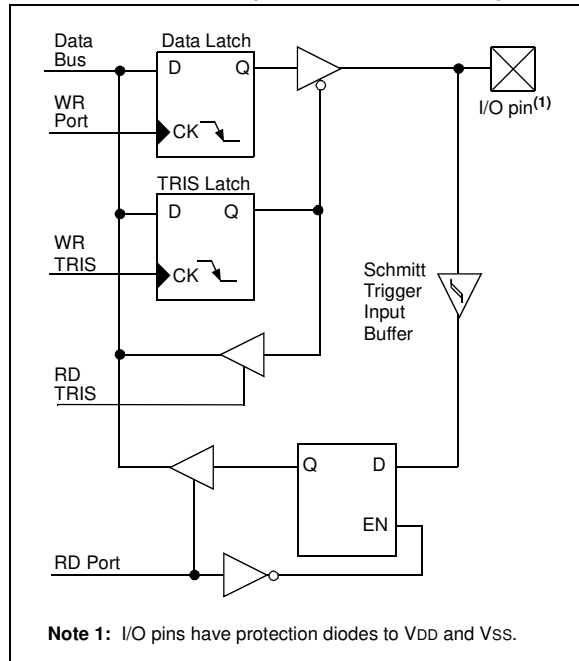 Data
Bus
Data Latch
D Q
WR
Port
CK
I/O pin(1)
TRIS Latch
D Q
WR
TRIS
CK
Schmitt
Trigger
Input
Buffer
RD
TRIS
Q D
EN
RD Port
Note 1: I/O pins have protection diodes to VDD and VSS.